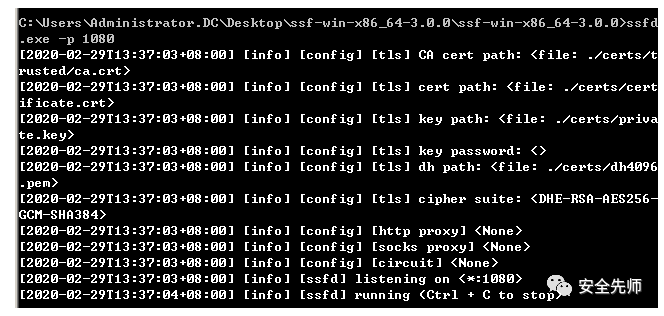 C:\Users\Administrator.DC\Desktop\ssf-win-x86_64-3.0.0\ssf-win-x86_64-3.0.0>ssfd
.exe -p 1080
[2020-02-29T13:37:03+08:00] [info] [config] [tls] CA cert path: <file: ./certs/t
rusted/ca.crt>
[2020-02-29T13:37:03+08:00] [info] [config] [tls] cert path: <file: ./certs/cert
ificate.crt>
[2020-02-29T13:37:03+08:00] [info] [config] [tls] key path: <file: ./certs/priva
te.key>
[2020-02-29T13:37:03+08:00] [info] [config] [tls] key password: <>
[2020-02-29T13:37:03+08:00] [info] [config] [tls] dh path: <file: ./certs/dh4096
.pem>
[2020-02-29T13:37:03+08:00] [info] [config] [tls] cipher suite: <DHE-RSA-AES256-
GCM-SHA384>
[2020-02-29T13:37:03+08:00] [info] [config] [http proxy] <None>
[2020-02-29T13:37:03+08:00] [info] [config] [socks proxy] <None>
[2020-02-29T13:37:03+08:00] [info] [config] [circuit] <None>
[2020-02-29T13:37:03+08:00] [info] [ssfd] listening on <*:1080>
[2020-02-29T13:37:04+08:00] [info] [ssfd] running <Ctrl + C to stop>
安全先师